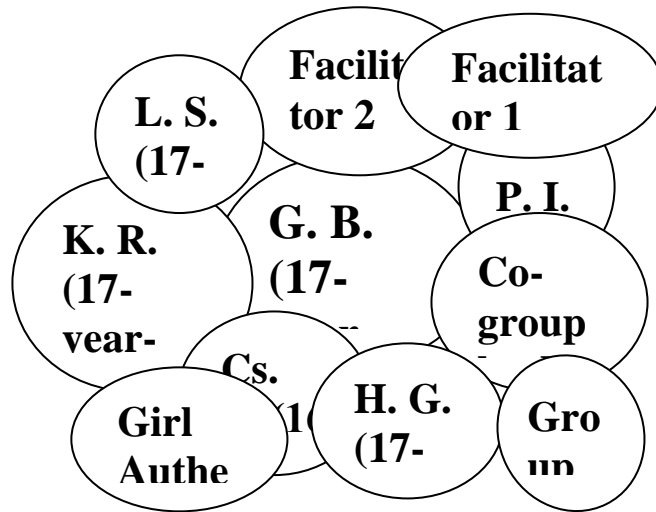 Facilit
tor 2
Facilitat
or 1
L. S.
(17-
P. I.
G. B.
(17-
K. R.
(17-
year-
Co-
group
Cs.
H. G.
(17-
Girl
Authe
Gro
up